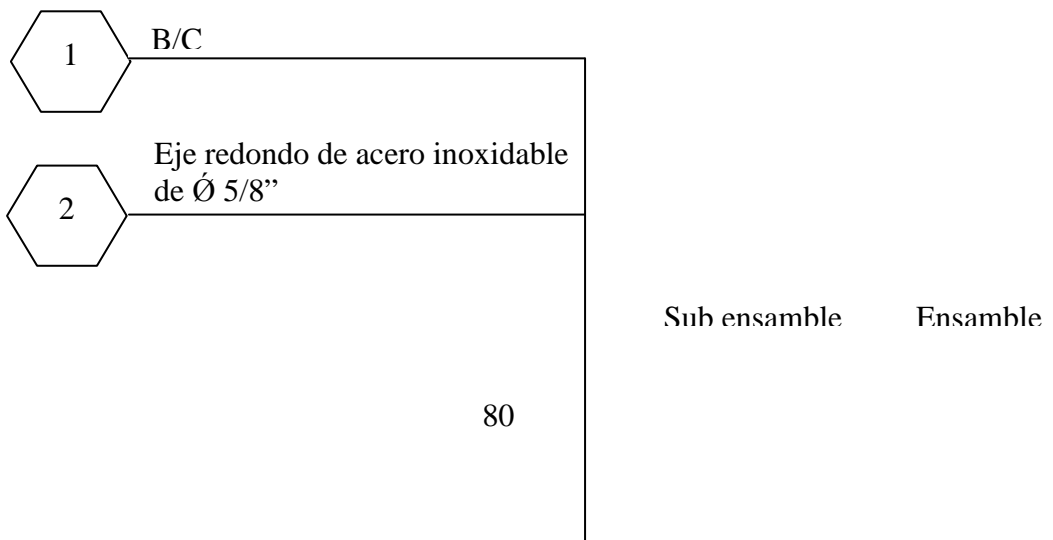 1
B/C
Eje redondo de acero inoxidable
de Ǿ 5/8”
2
Sub ensamble
Ensamble
80